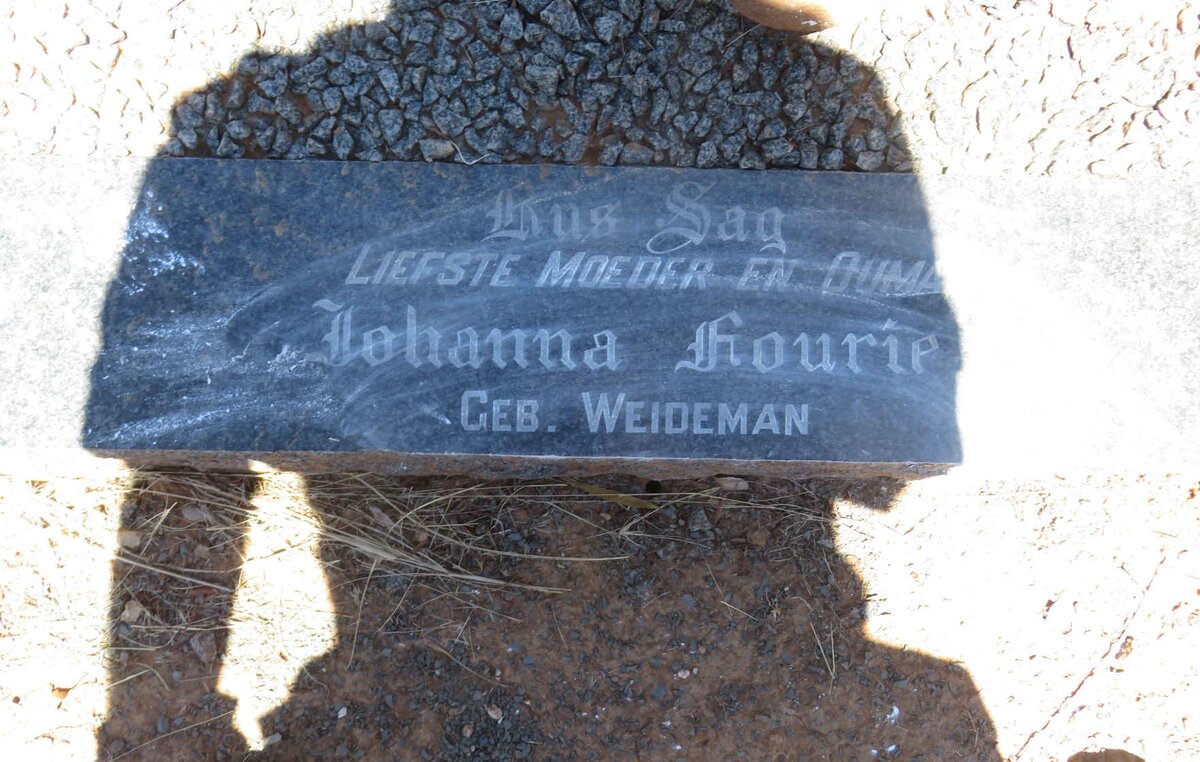 Rus Sag
LIEFSTE MOEDER EN OUMA
Johanna Fourie
GEB. WEIDEMAN